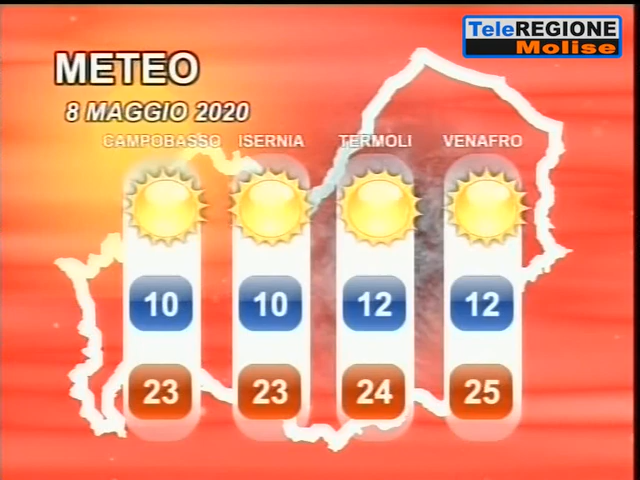 TeleREGIONE
Molise
METEO
8 MAGGIO 2020
CAMPOBASSO ISERNIA TERMOLI VENAFRO
10 10 12 12
23 23 24 25